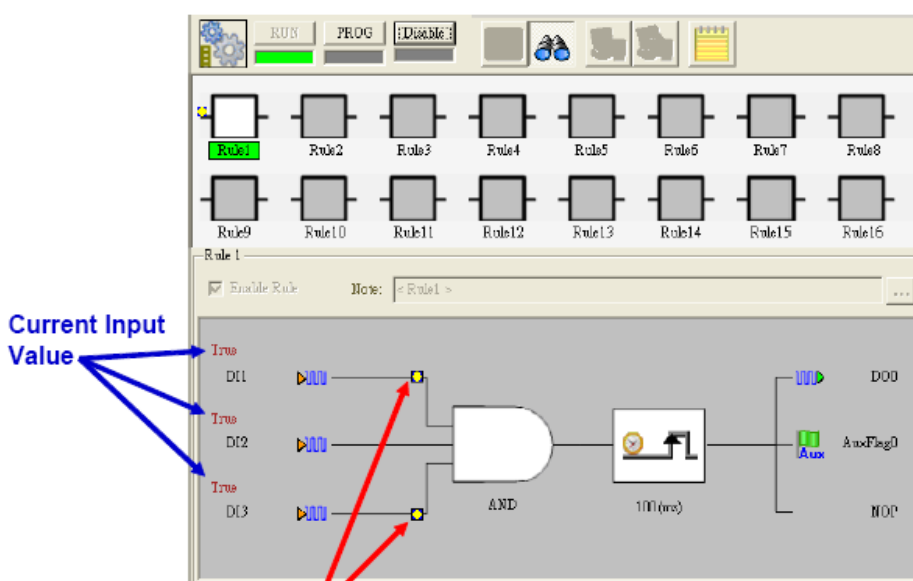 RUN PROG Disable
Rule1 Rule2 Rule3 Rule4 Rule5 Rule6 Rule7 Rule8
Rule9 Rule10 Rule11 Rule12 Rule13 Rule14 Rule15 Rule16
Rule 1
Enable Rule Note: < Rule1 > ...
Current Input
Value
True
DI1 DO0
True
DI2 Aux AuxFlag0
True
DI3 AND 100(ms) NOP